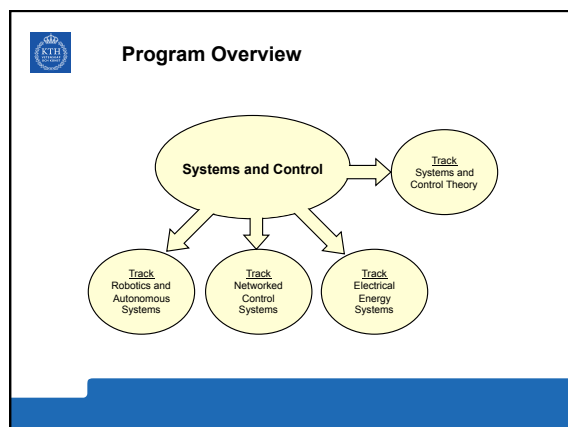 KTH
Program Overview
Systems and Control
Track
Systems and
Control Theory
Track
Robotics and
Autonomous
Systems
Track
Networked
Control
Systems
Track
Electrical
Energy
Systems